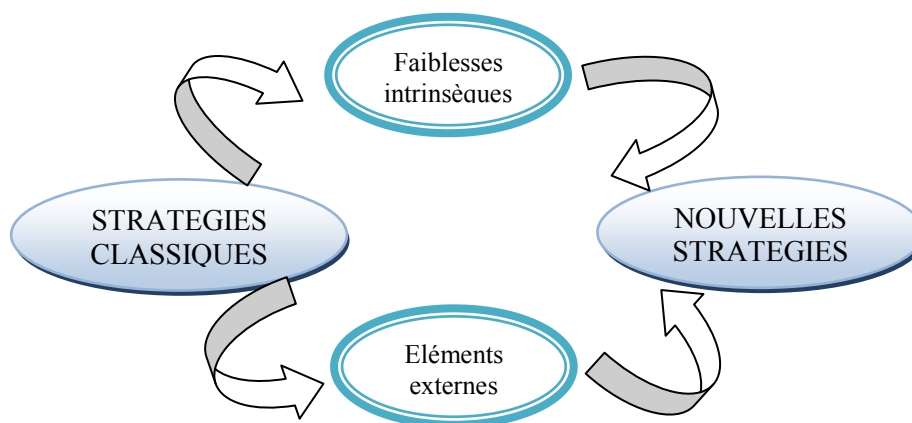 Faiblesses
intrinsèques
STRATEGIES
CLASSIQUES
NOUVELLES
STRATEGIES
Eléments
externes